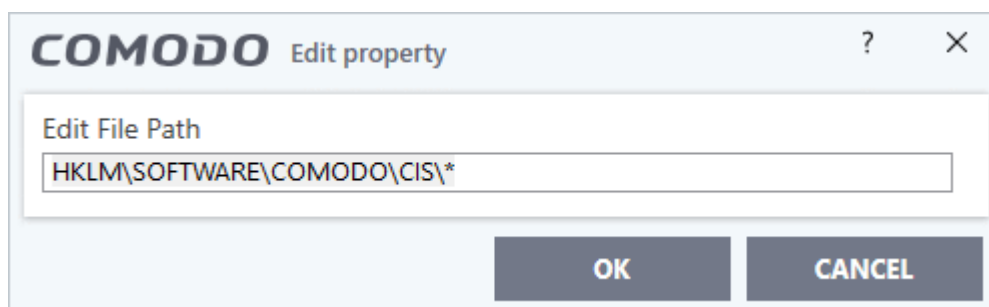 COMODO Edit property ? ×
Edit File Path
HKLM\SOFTWARE\COMODO\CIS\*
OK CANCEL